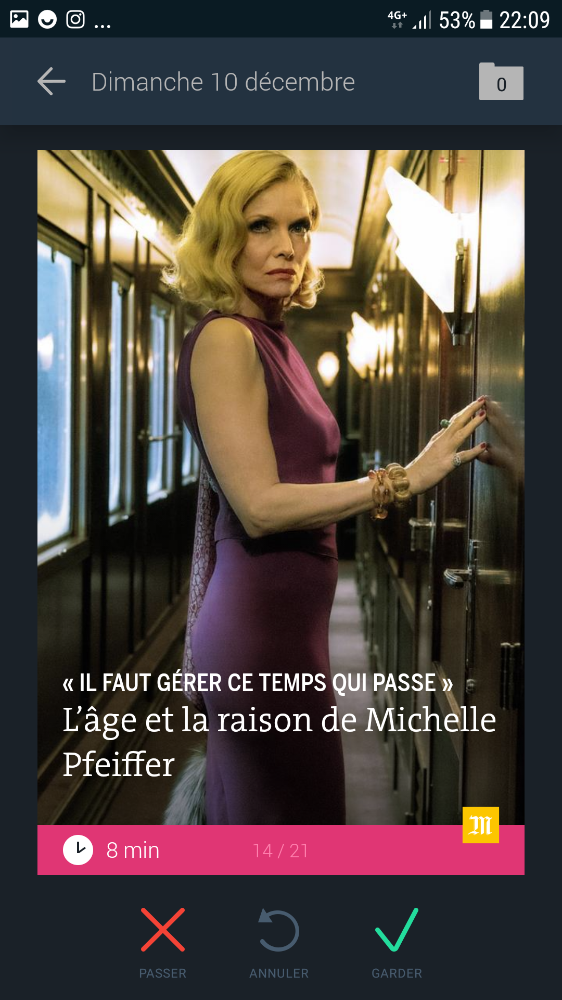 ... 4G+ 53% 22:09
Dimanche 10 décembre 0
« IL FAUT GÉRER CE TEMPS QUI PASSE »
L’âge et la raison de Michelle
Pfeiffer
M
8 min 14 / 21
PASSER ANNULER GARDER